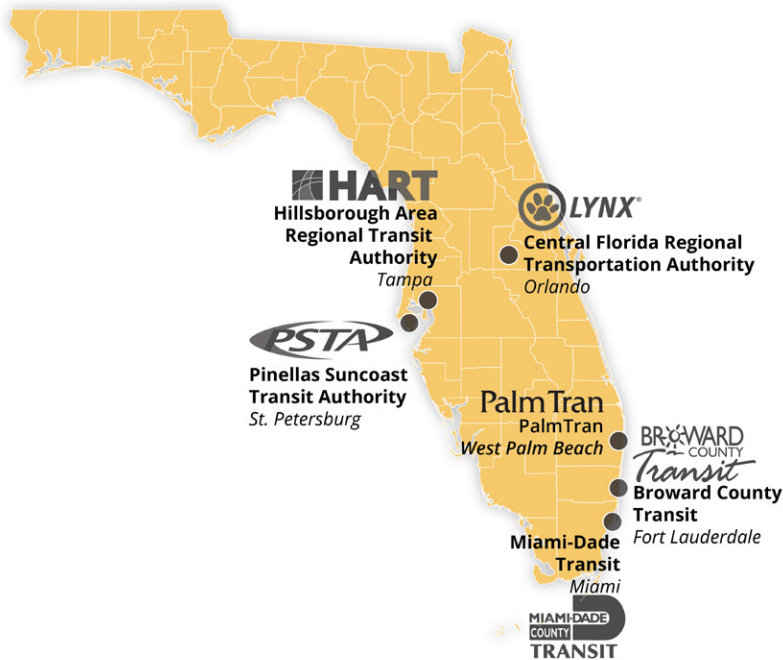 HART
Hillsborough Area
Regional Transit
Authority
Tampa
LYNX®
Central Florida Regional
Transportation Authority
Orlando
PSTA
Pinellas Suncoast
Transit Authority
St. Petersburg
PalmTran
PalmTran
West Palm Beach
BROWARD
COUNTY
Transit
Broward County
Transit
Fort Lauderdale
Miami-Dade
Transit
Miami
MIAMI-DADE
COUNTY
TRANSIT